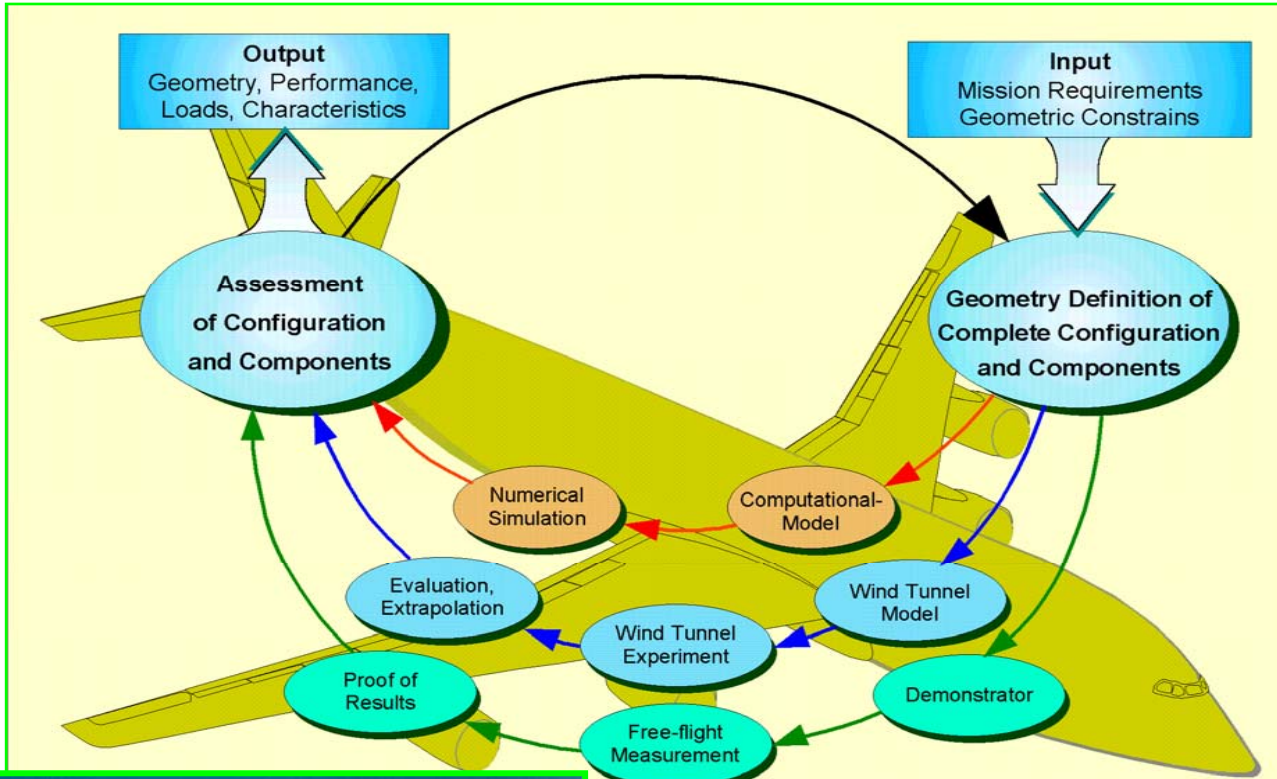 Output
Geometry, Performance,
Loads, Characteristics
Input
Mission Requirements
Geometric Constrains
Assessment
of Configuration
and Components
Geometry Definition of
Complete Configuration
and Components
Numerical
Simulation
Computational-
Model
Evaluation,
Extrapolation
Wind Tunnel
Experiment
Wind Tunnel
Model
Proof of
Results
Free-flight
Measurement
Demonstrator